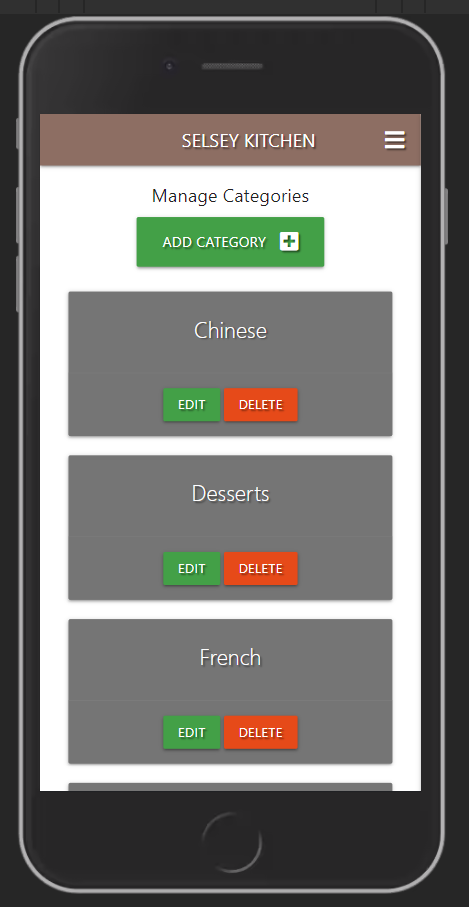 SELSEY KITCHEN
Manage Categories
ADD CATEGORY
Chinese
EDIT DELETE
Desserts
EDIT DELETE
French
EDIT DELETE